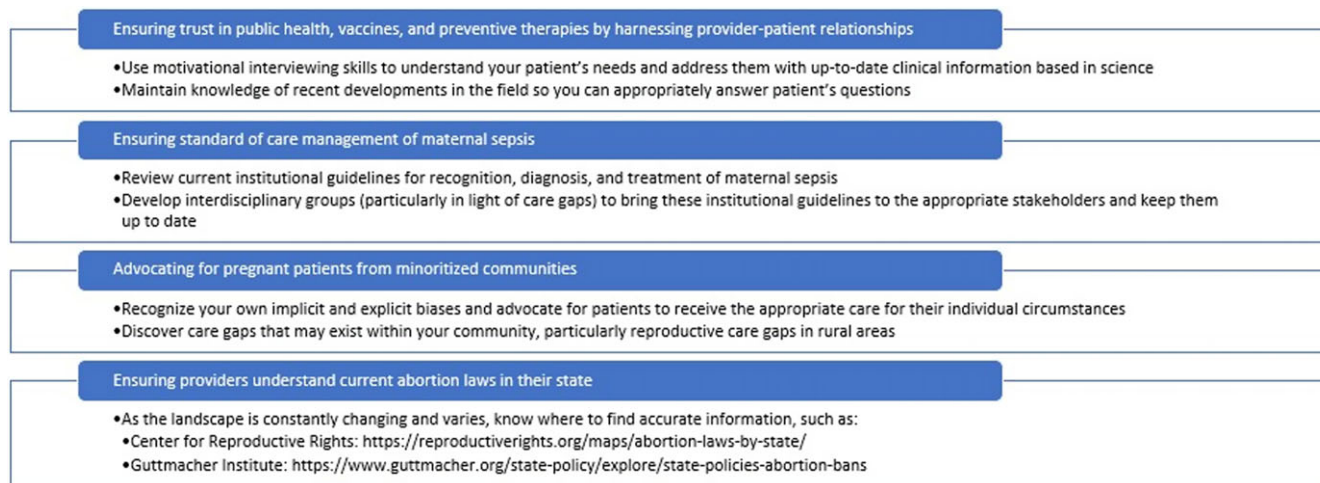 Ensuring trust in public health, vaccines, and preventive therapies by harnessing provider-patient relationships
•Use motivational interviewing skills to understand your patient's needs and address them with up-to-date clinical information based in science
•Maintain knowledge of recent developments in the field so you can appropriately answer patient's questions
Ensuring standard of care management of maternal sepsis
•Review current institutional guidelines for recognition, diagnosis, and treatment of maternal sepsis
•Develop interdisciplinary groups (particularly in light of care gaps) to bring these institutional guidelines to the appropriate stakeholders and keep them
up to date
Advocating for pregnant patients from minoritized communities
•Recognize your own implicit and explicit biases and advocate for patients to receive the appropriate care for their individual circumstances
•Discover care gaps that may exist within your community, particularly reproductive care gaps in rural areas
Ensuring providers understand current abortion laws in their state
•As the landscape is constantly changing and varies, know where to find accurate information, such as:
•Center for Reproductive Rights: https://reproductiverights.org/maps/abortion-laws-by-state/
•Guttmacher Institute: https://www.guttmacher.org/state-policy/explore/state-policies-abortion-bans